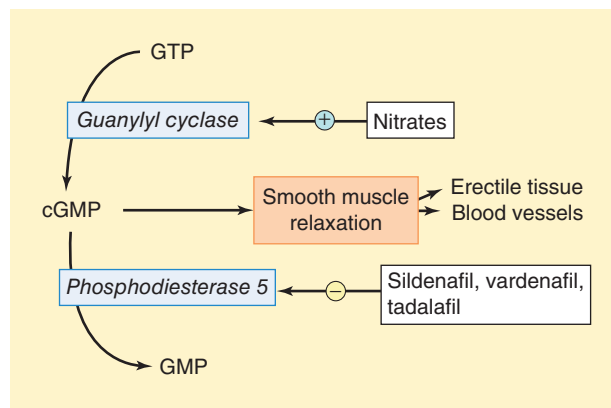 GTP
Guanylyl cyclase
+
Nitrates
cGMP
Smooth muscle
relaxation
Erectile tissue
Blood vessels
Phosphodiesterase 5
−
Sildenafil, vardenafil,
tadalafil
GMP